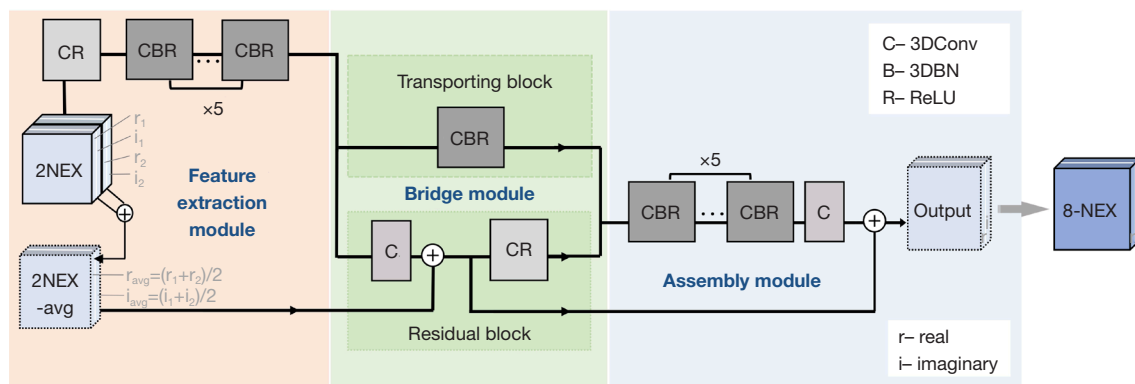 CR
CBR
...
CBR
×5
2NEX
r₁
i₁
r₂
i₂
+
Feature
extraction
module
2NEX
-avg
r_avg=(r₁+r₂)/2
i_avg=(i₁+i₂)/2
Transporting block
CBR
Bridge module
C
+
CR
Residual block
×5
CBR
...
CBR
C
+
Output
8-NEX
Assembly module
C– 3DConv
B– 3DBN
R– ReLU
r– real
i– imaginary